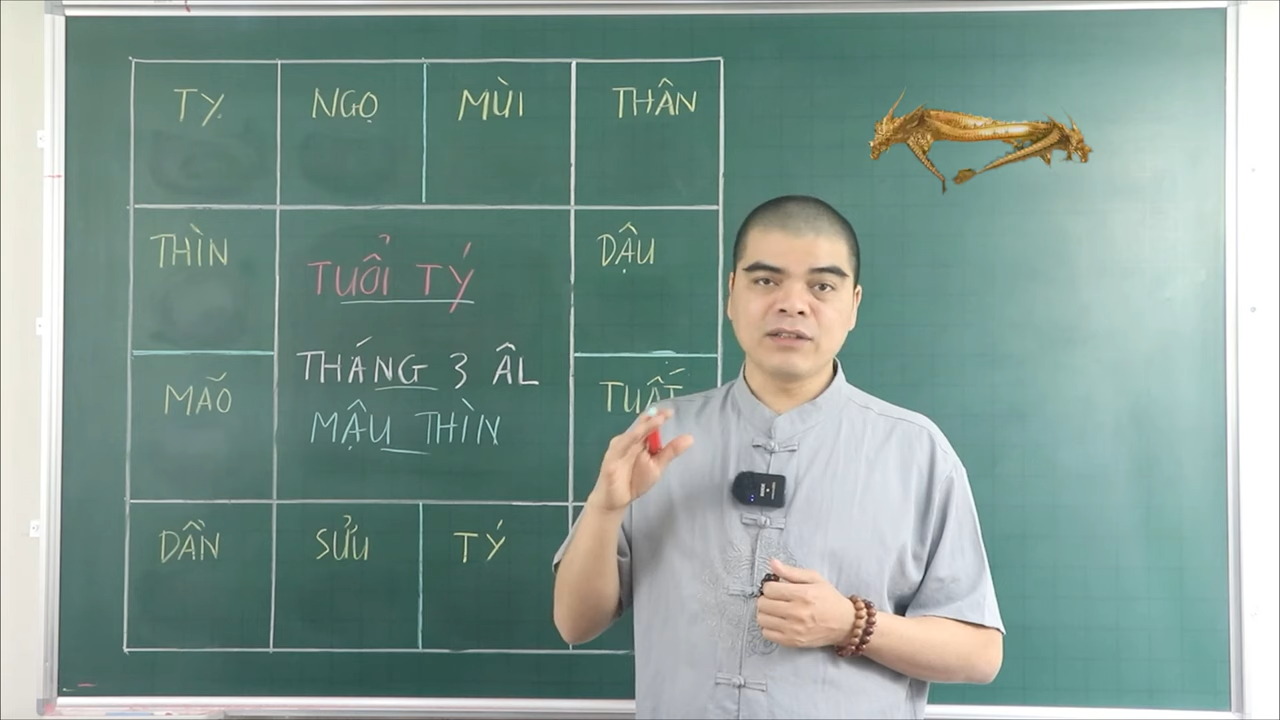 TỴ NGỌ MÙI THÂN
THÌN DẬU
TUỔI TÝ
THÁNG 3 ÂL
MÃO TUẤT
MẬU THÌN
DẦN SỬU TÝ